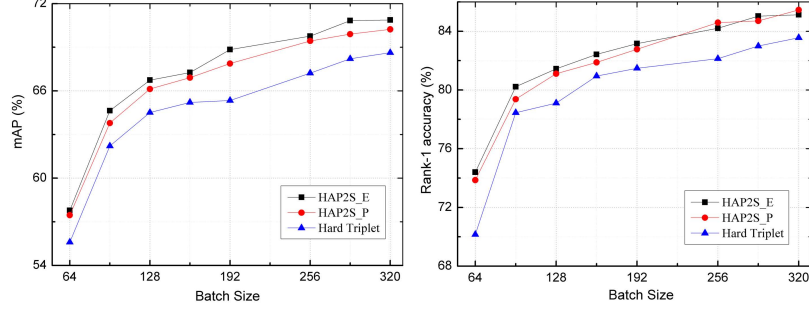 72
66
60
54
mAP (%)
64
128
192
256
320
Batch Size
HAP2S_E
HAP2S_P
Hard Triplet
84
80
76
72
68
Rank-1 accuracy (%)
64
128
192
256
320
Batch Size
HAP2S_E
HAP2S_P
Hard Triplet